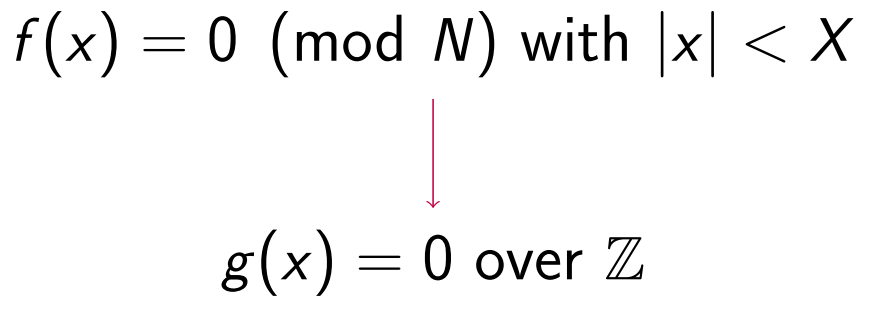 f(x) = 0 (mod N) with |x| < X
g(x) = 0 over ℤ